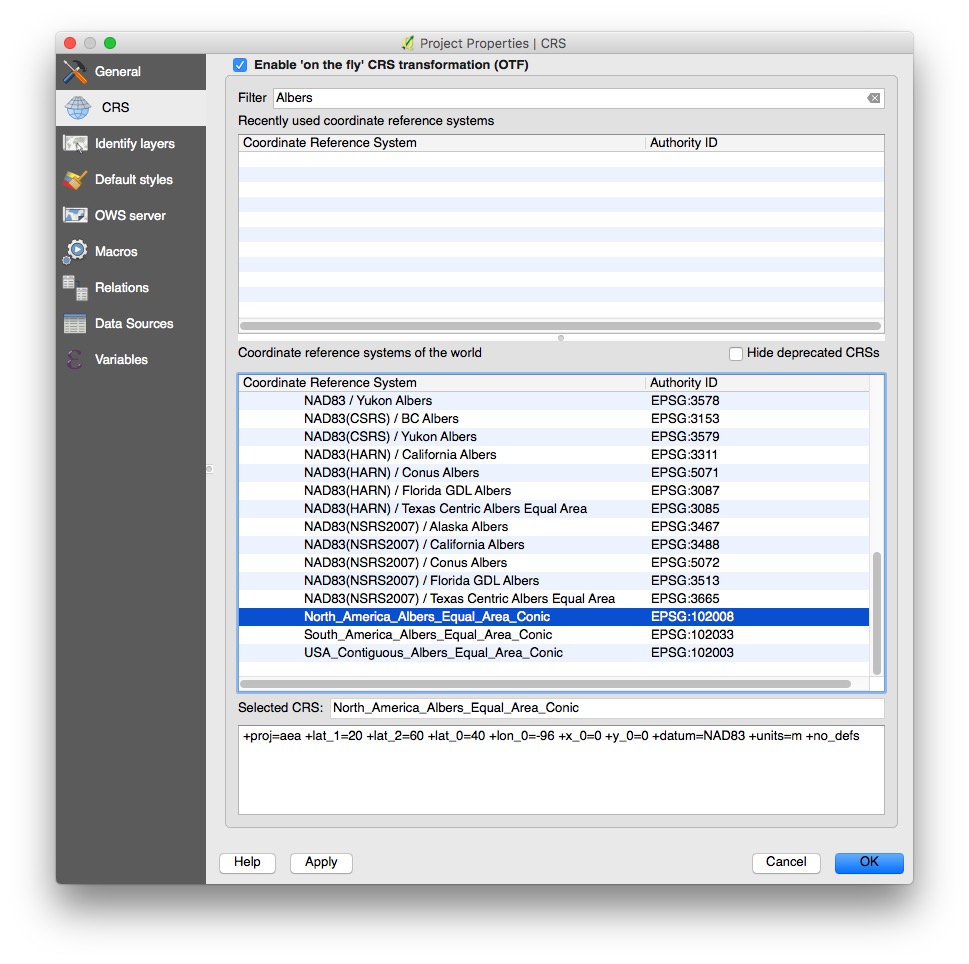 Project Properties | CRS
General
CRS
Identify layers
Default styles
OWS server
Macros
Relations
Data Sources
Variables
Enable 'on the fly' CRS transformation (OTF)
Filter Albers
Recently used coordinate reference systems
Coordinate Reference System Authority ID
Coordinate reference systems of the world Hide deprecated CRSs
Coordinate Reference System Authority ID
NAD83 / Yukon Albers EPSG:3578
NAD83(CSRS) / BC Albers EPSG:3153
NAD83(CSRS) / Yukon Albers EPSG:3579
NAD83(HARN) / California Albers EPSG:3311
NAD83(HARN) / Conus Albers EPSG:5071
NAD83(HARN) / Florida GDL Albers EPSG:3087
NAD83(HARN) / Texas Centric Albers Equal Area EPSG:3085
NAD83(NSRS2007) / Alaska Albers EPSG:3467
NAD83(NSRS2007) / California Albers EPSG:3488
NAD83(NSRS2007) / Conus Albers EPSG:5072
NAD83(NSRS2007) / Florida GDL Albers EPSG:3513
NAD83(NSRS2007) / Texas Centric Albers Equal Area EPSG:3665
North_America_Albers_Equal_Area_Conic EPSG:102008
South_America_Albers_Equal_Area_Conic EPSG:102033
USA_Contiguous_Albers_Equal_Area_Conic EPSG:102003
Selected CRS: North_America_Albers_Equal_Area_Conic
+proj=aea +lat_1=20 +lat_2=60 +lat_0=40 +lon_0=-96 +x_0=0 +y_0=0 +datum=NAD83 +units=m +no_defs
Help Apply Cancel OK